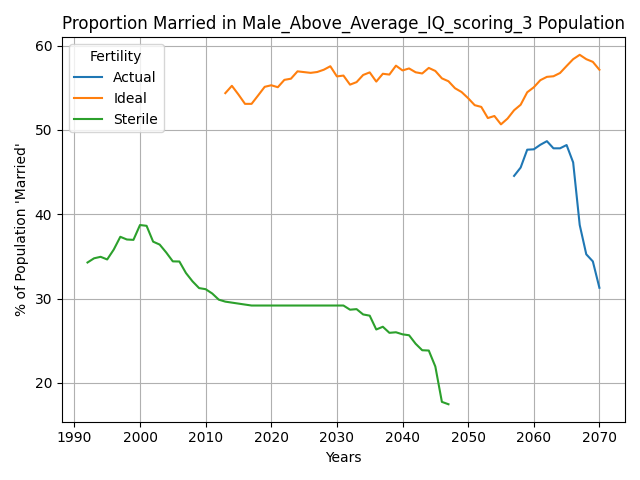 Proportion Married in Male_Above_Average_IQ_scoring_3 Population
Fertility
Actual
Ideal
Sterile
% of Population 'Married'
60
50
40
30
20
1990 2000 2010 2020 2030 2040 2050 2060 2070
Years